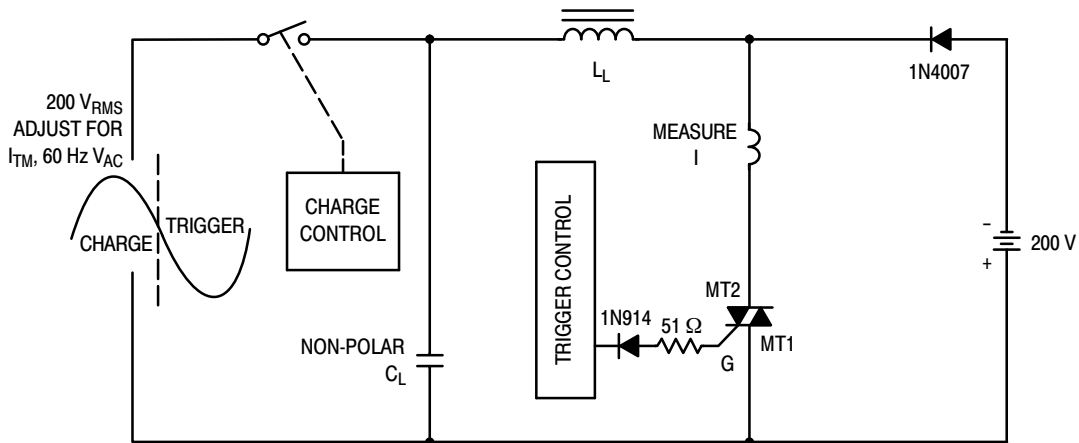 200 V_RMS
ADJUST FOR
I_TM, 60 Hz V_AC
CHARGE
TRIGGER
CHARGE
CONTROL
NON-POLAR
C_L
L_L
MEASURE
I
TRIGGER CONTROL
1N914
51 Ω
G
MT2
MT1
1N4007
-
+
200 V